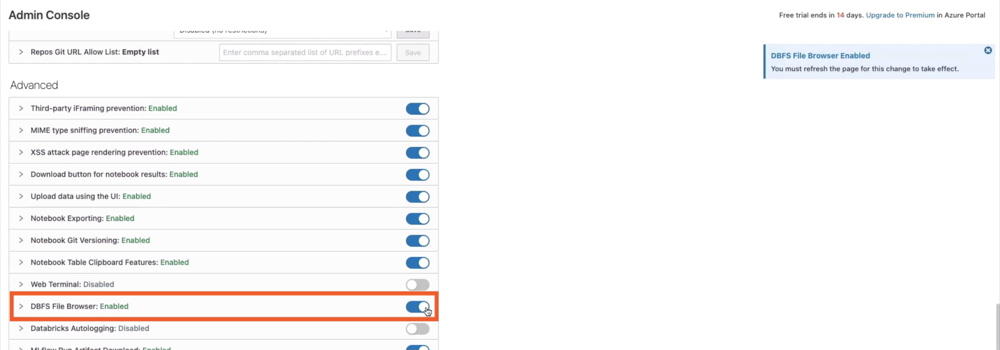 Admin Console
Free trial ends in 14 days. Upgrade to Premium in Azure Portal
Disabled (no restrictions)
Save
Repos Git URL Allow List: Empty list
Enter comma separated list of URL prefixes e....
Save
DBFS File Browser Enabled
You must refresh the page for this change to take effect.
Advanced
Third-party iFraming prevention: Enabled
MIME type sniffing prevention: Enabled
XSS attack page rendering prevention: Enabled
Download button for notebook results: Enabled
Upload data using the UI: Enabled
Notebook Exporting: Enabled
Notebook Git Versioning: Enabled
Notebook Table Clipboard Features: Enabled
Web Terminal: Disabled
DBFS File Browser: Enabled
Databricks Autologging: Disabled
MLflow Run Artifact Download: Enabled